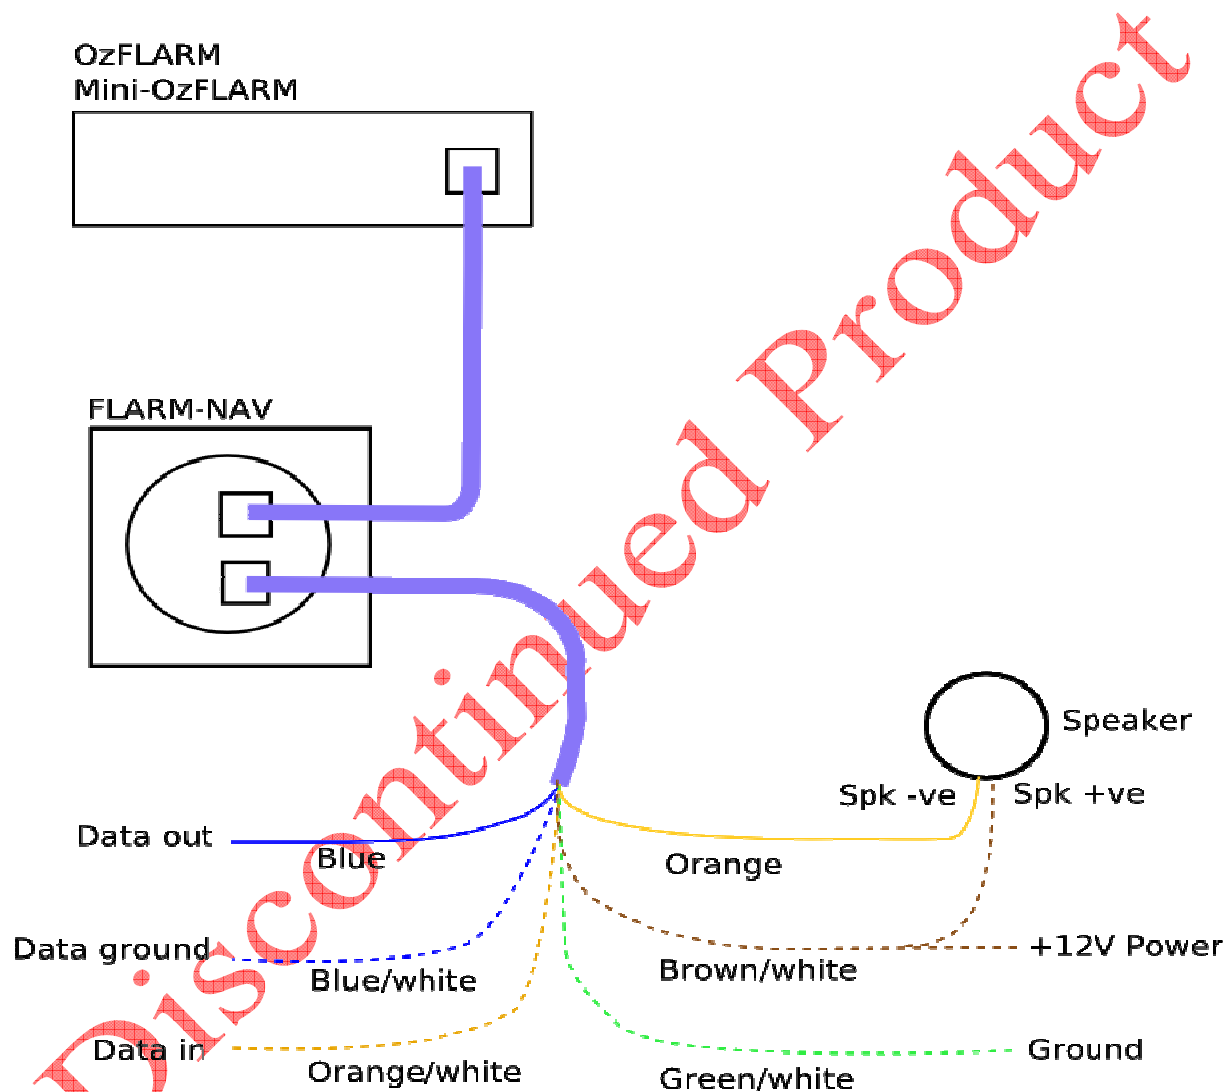 OzFLARM
Mini-OzFLARM
FLARM-NAV
Discontinued Product
Speaker
Spk -ve
Spk +ve
Data out
Blue
Orange
Data ground
Blue/white
Brown/white
+12V Power
Data in
Orange/white
Green/white
Ground